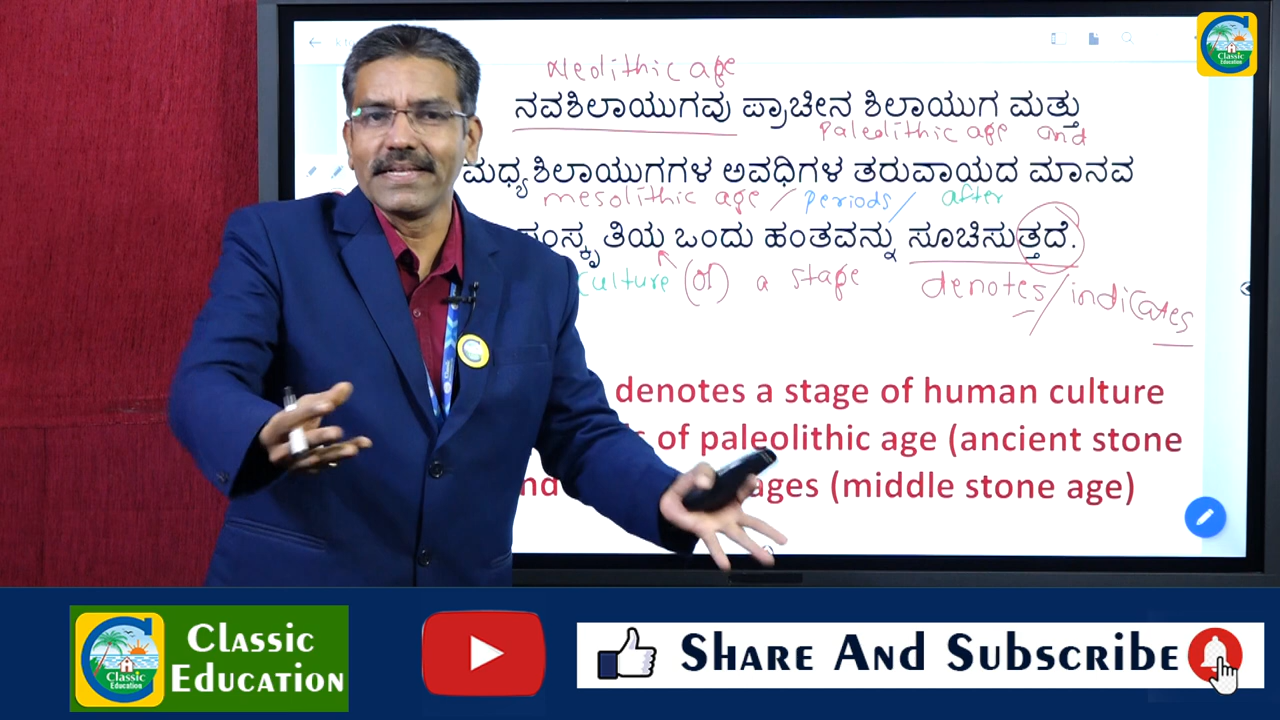 Classic
Education
Neolithic age
ನವಶಿಲಾಯುಗವು ಪ್ರಾಚೀನ ಶಿಲಾಯುಗ ಮತ್ತು
Paleolithic age and
ಮಧ್ಯ ಶಿಲಾಯುಗಗಳ ಅವಧಿಗಳ ತರುವಾಯದ ಮಾನವ
mesolithic age / periods / after
ಸಂಸ್ಕೃತಿಯ ಒಂದು ಹಂತವನ್ನು ಸೂಚಿಸುತ್ತದೆ.
culture (of) a stage denotes / indicates
denotes a stage of human culture
of paleolithic age (ancient stone
ages (middle stone age)
Classic
Education
Classic
Education
Share And Subscribe